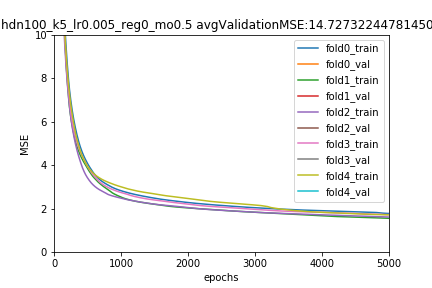 hdn100_k5_lr0.005_reg0_mo0.5 avgValidationMSE:14.72732244781450
10
8
6
4
2
0
MSE
fold0_train
fold0_val
fold1_train
fold1_val
fold2_train
fold2_val
fold3_train
fold3_val
fold4_train
fold4_val
0 1000 2000 3000 4000 5000
epochs